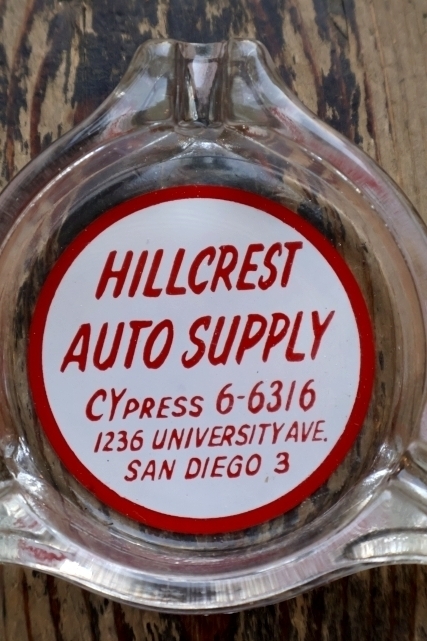 HILLCREST
AUTO SUPPLY
CYPRESS 6-6316
1236 UNIVERSITY AVE.
SAN DIEGO 3